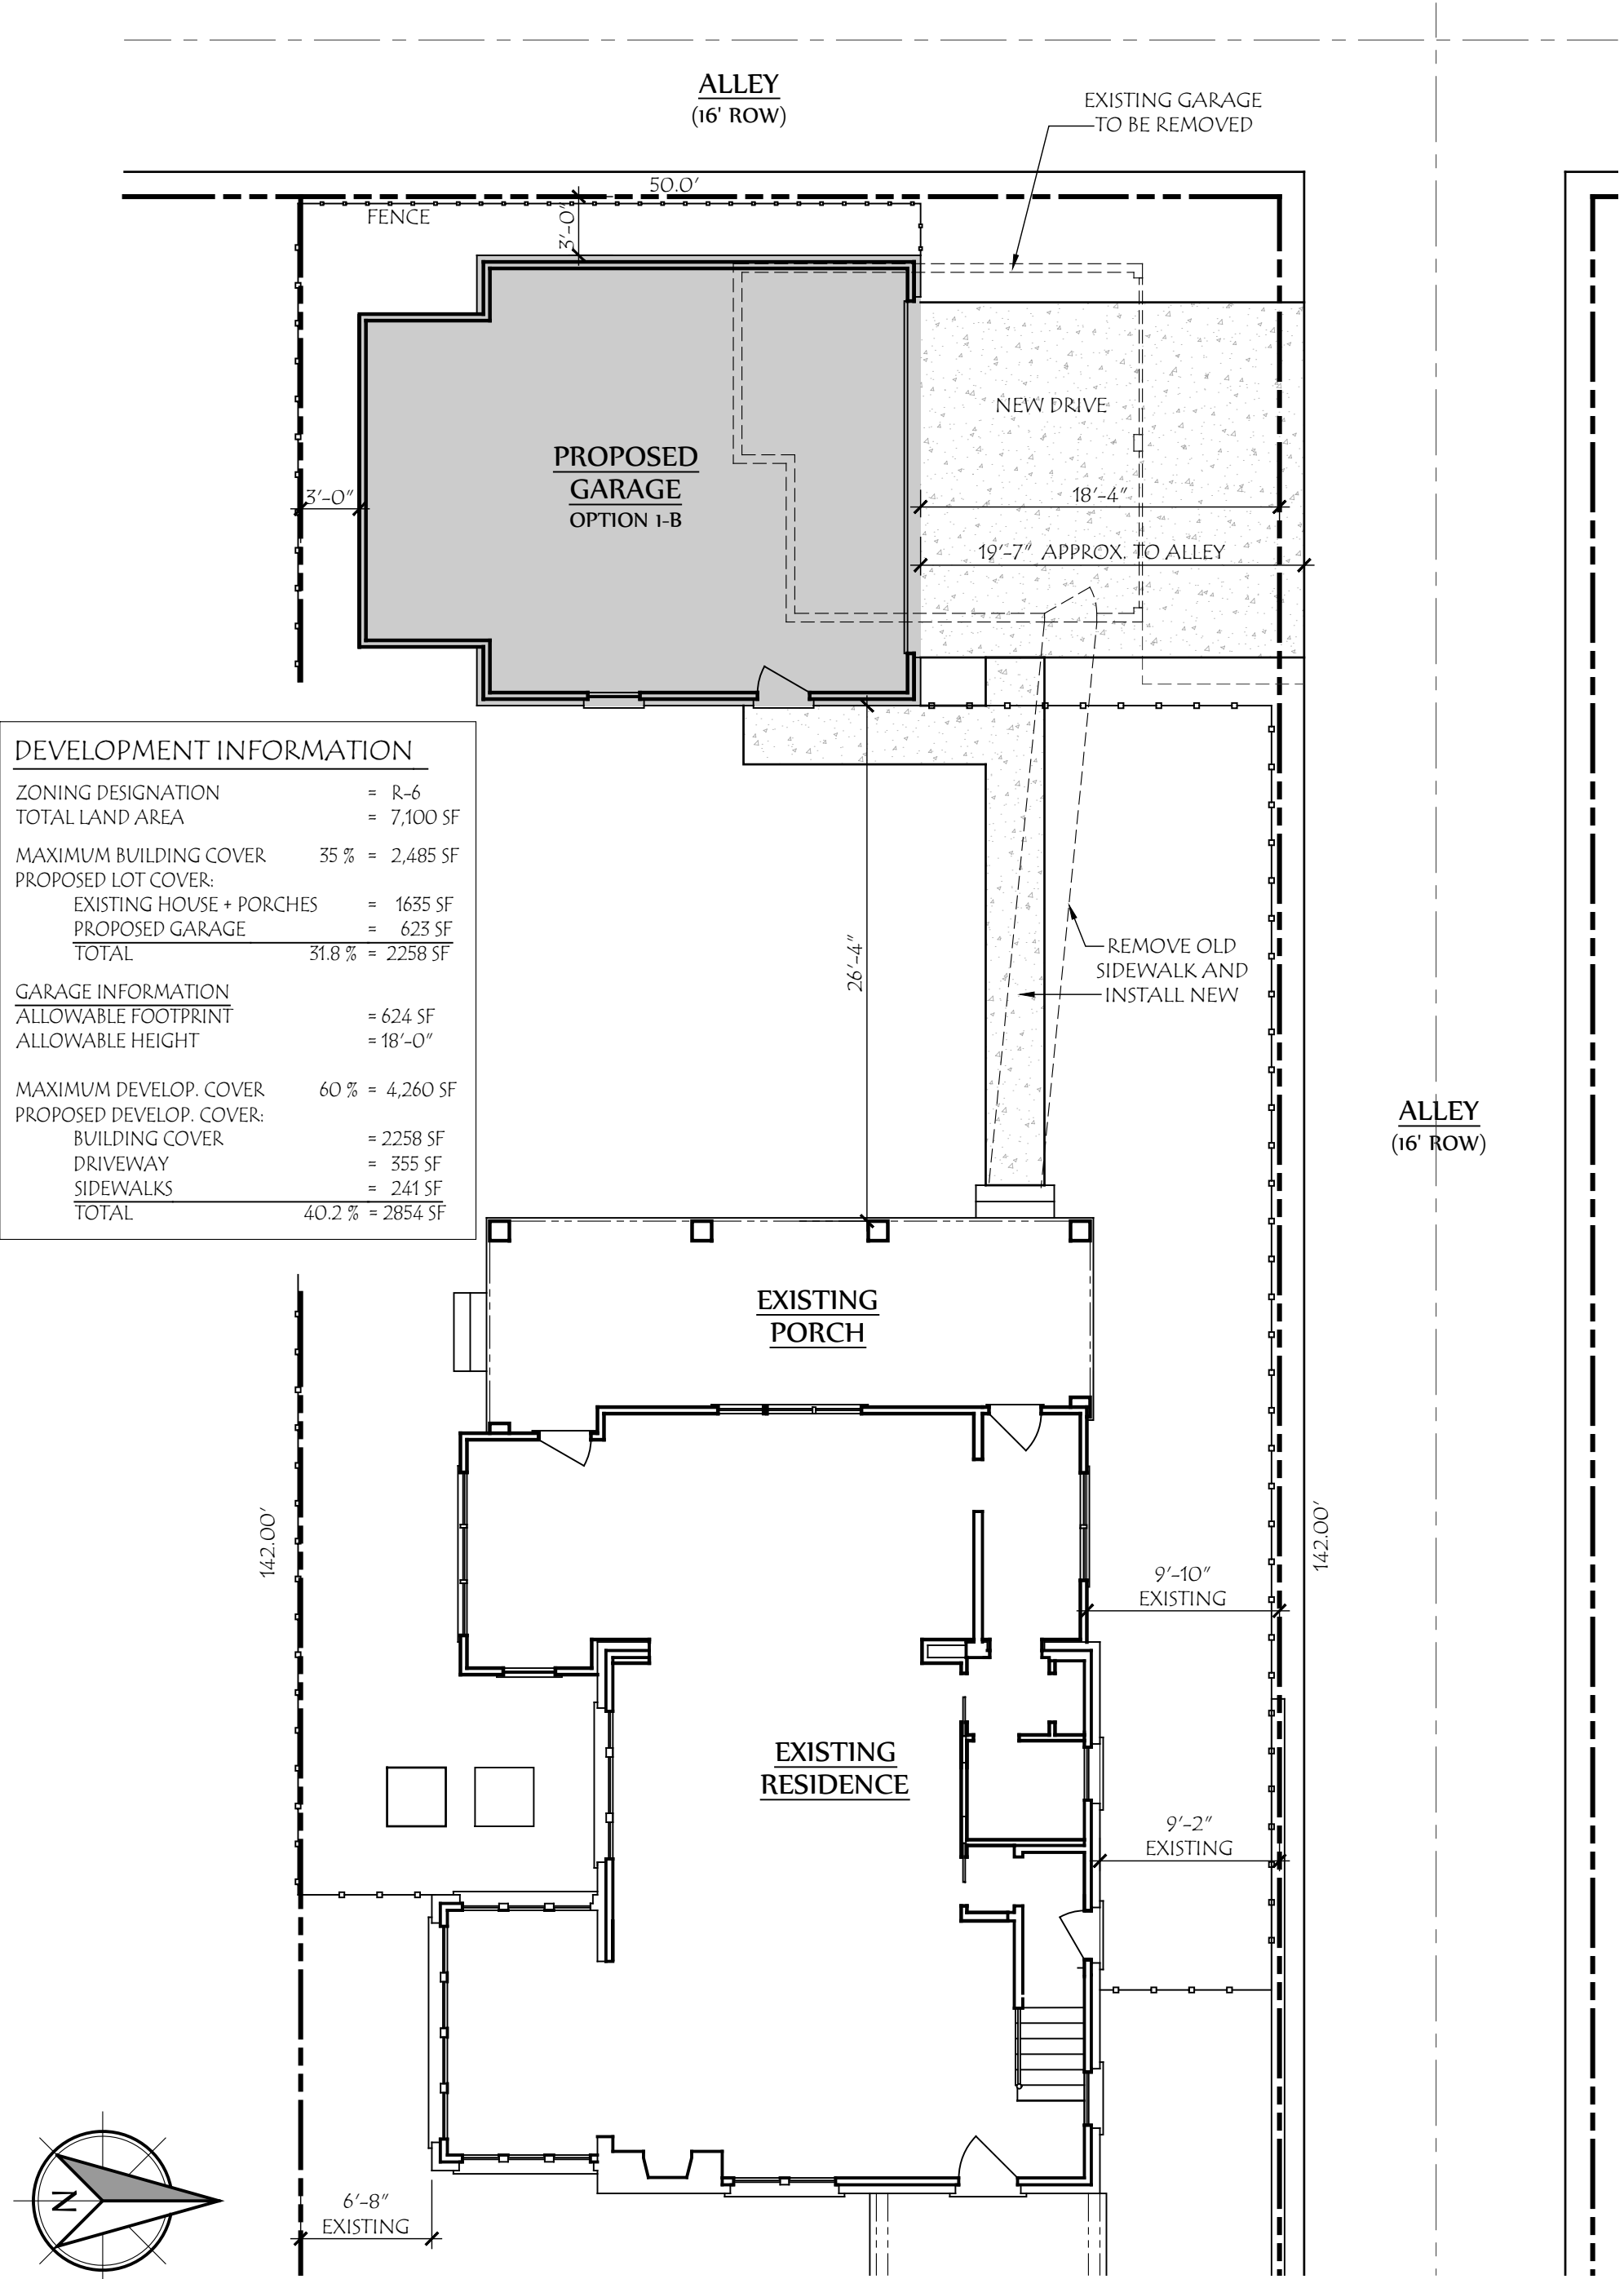 ALLEY
(16' ROW)
EXISTING GARAGE
TO BE REMOVED
50.0'
FENCE
3'-0"
NEW DRIVE
PROPOSED
GARAGE
OPTION 1-B
3'-0"
18'-4"
19'-7" APPROX. TO ALLEY
DEVELOPMENT INFORMATION
ZONING DESIGNATION = R-6
TOTAL LAND AREA = 7,100 SF
MAXIMUM BUILDING COVER 35 % = 2,485 SF
PROPOSED LOT COVER:
EXISTING HOUSE + PORCHES = 1635 SF
PROPOSED GARAGE = 623 SF
TOTAL 31.8 % = 2258 SF
GARAGE INFORMATION
ALLOWABLE FOOTPRINT = 624 SF
ALLOWABLE HEIGHT = 18'-0"
MAXIMUM DEVELOP. COVER 60 % = 4,260 SF
PROPOSED DEVELOP. COVER:
BUILDING COVER = 2258 SF
DRIVEWAY = 355 SF
SIDEWALKS = 241 SF
TOTAL 40.2 % = 2854 SF
26'-4"
REMOVE OLD
SIDEWALK AND
INSTALL NEW
ALLEY
(16' ROW)
EXISTING
PORCH
142.00'
142.00'
9'-10"
EXISTING
EXISTING
RESIDENCE
9'-2"
EXISTING
N
6'-8"
EXISTING